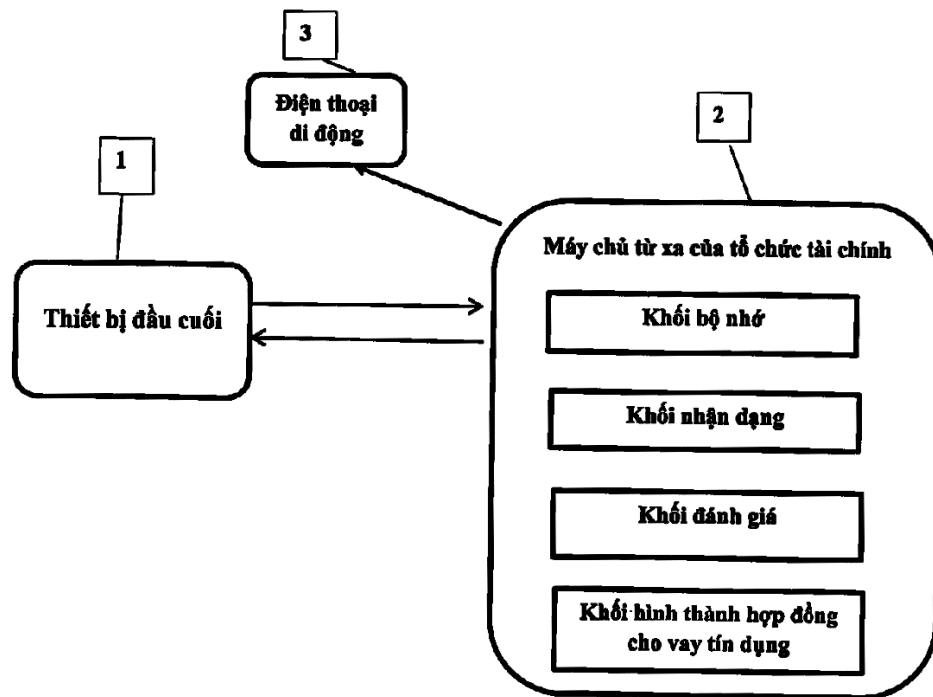 3
Điện thoại
di động
2
1
Máy chủ từ xa của tổ chức tài chính
Thiết bị đầu cuối
Khối bộ nhớ
Khối nhận dạng
Khối đánh giá
Khối hình thành hợp đồng
cho vay tín dụng